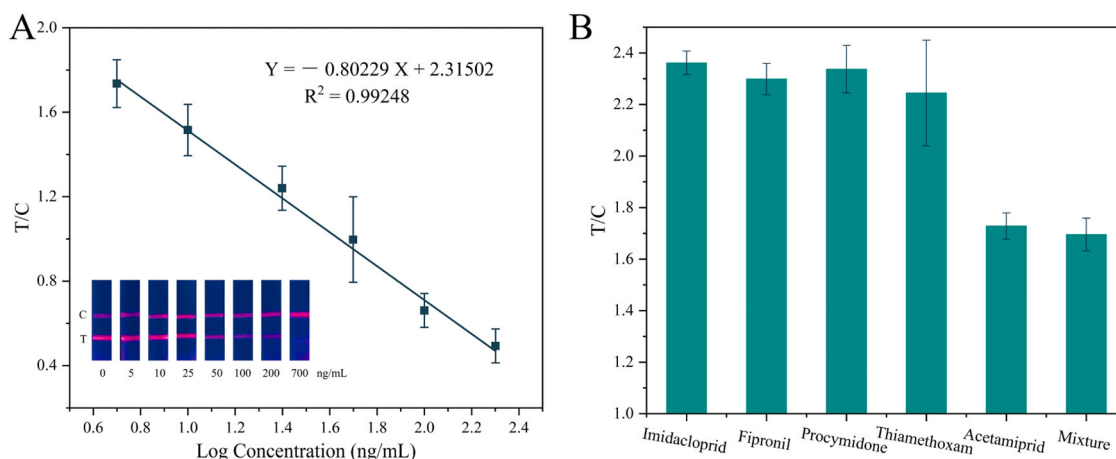 A
T/C
2.0
1.6
1.2
0.8
0.4
Y = － 0.80229 X + 2.31502
R² = 0.99248
C
T
0 5 10 25 50 100 200 700 ng/mL
0.6 0.8 1.0 1.2 1.4 1.6 1.8 2.0 2.2 2.4
Log Concentration (ng/mL)
B
T/C
2.4
2.2
2.0
1.8
1.6
1.4
1.2
1.0
Imidacloprid Fipronil Procymidone Thiamethoxam Acetamiprid Mixture